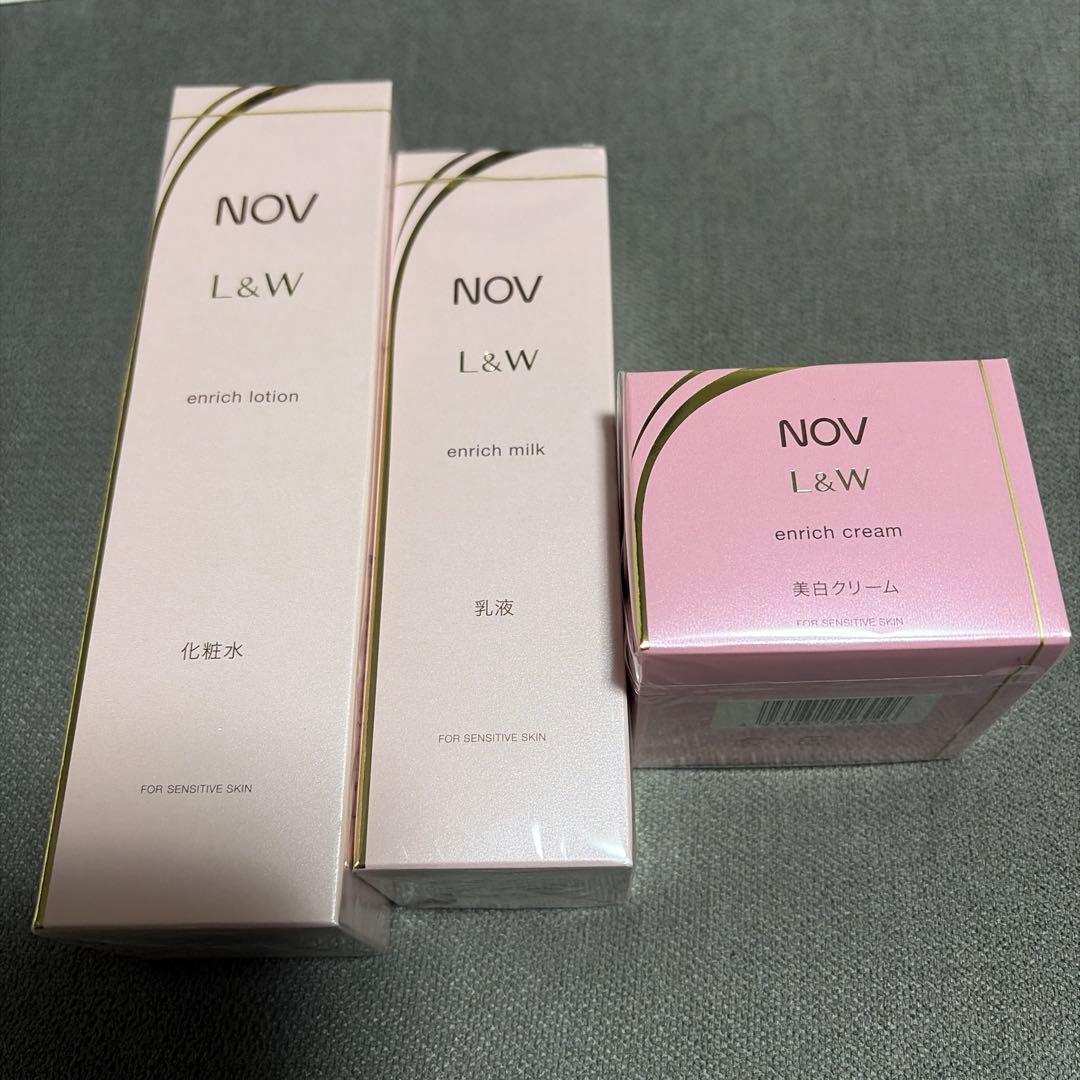 NOV
L&W
enrich lotion
化粧水
FOR SENSITIVE SKIN
NOV
L&W
enrich milk
乳液
FOR SENSITIVE SKIN
NOV
L&W
enrich cream
美白クリーム
FOR SENSITIVE SKIN